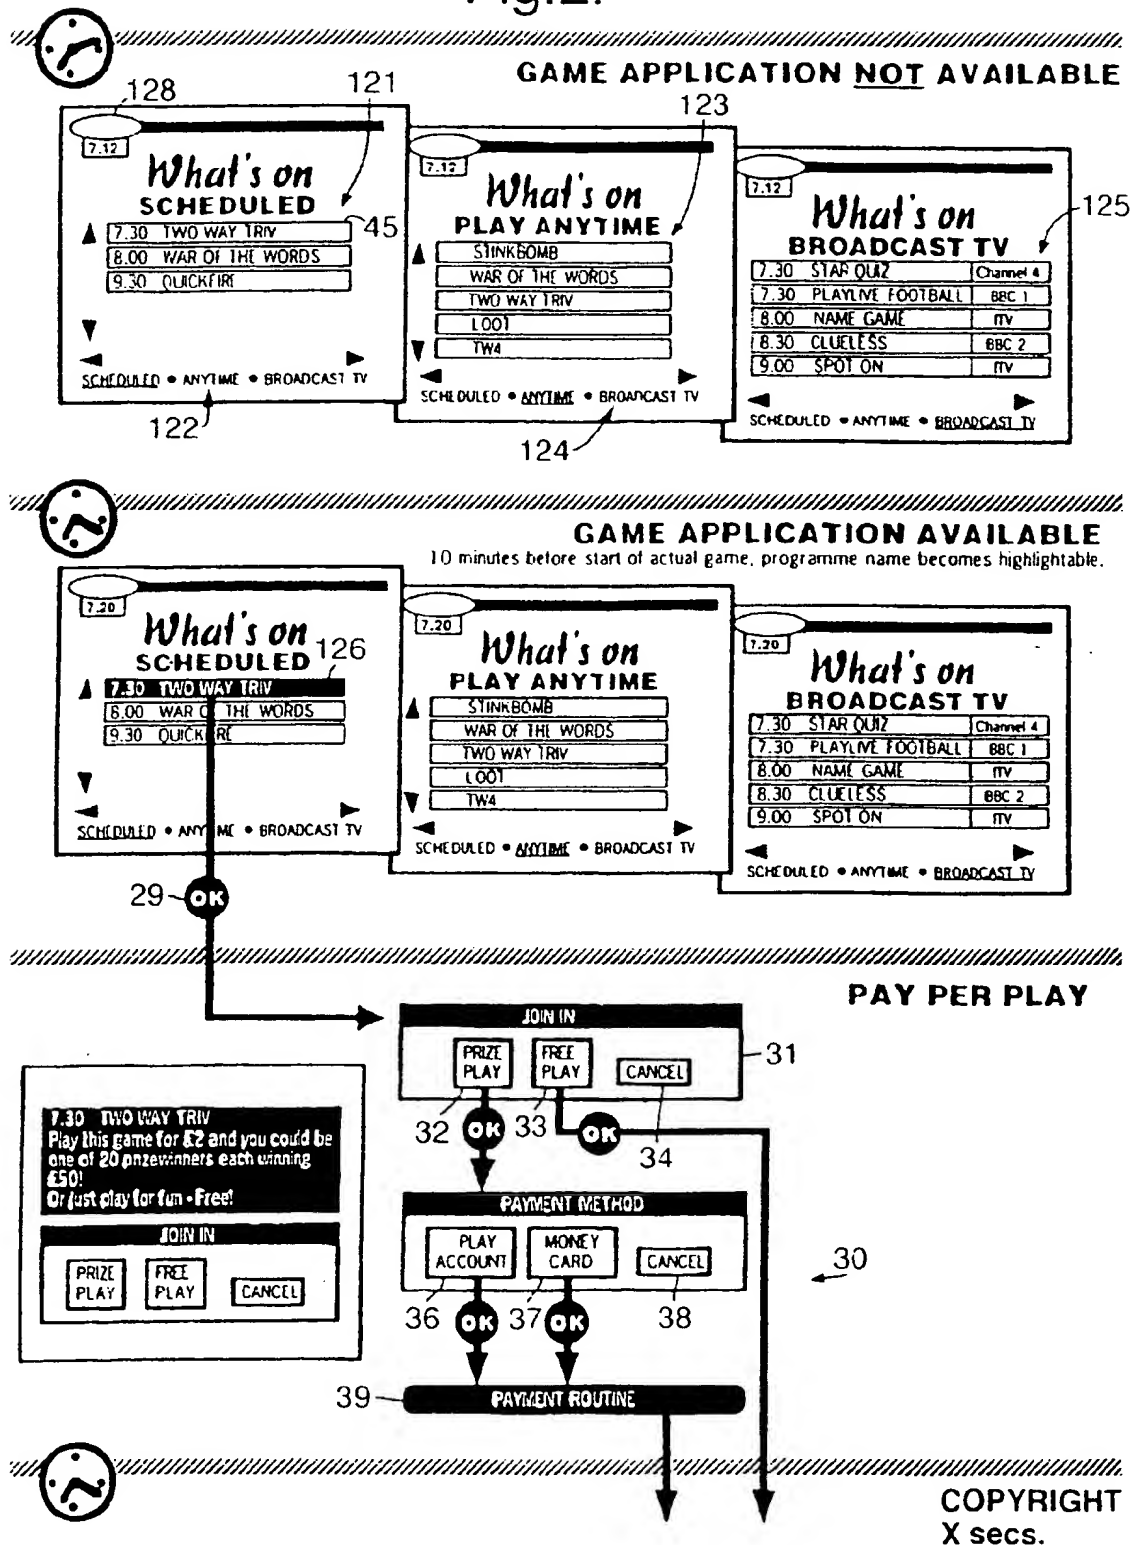 Fig.2.
GAME APPLICATION NOT AVAILABLE
128
121
123
125
7.12
What's on
SCHEDULED
45
7.30 TWO WAY TRIV
8.00 WAR OF THE WORDS
9.30 QUICKFIRE
SCHEDULED • ANYTIME • BROADCAST TV
122
7.12
What's on
PLAY ANYTIME
STINKBOMB
WAR OF THE WORDS
TWO WAY TRIV
LOOT
TW4
SCHEDULED • ANYTIME • BROADCAST TV
124
7.12
What's on
BROADCAST TV
7.30 STAR QUIZ Channel 4
7.30 PLAYLIVE FOOTBALL BBC 1
8.00 NAME GAME ITV
8.30 CLUELESS BBC 2
9.00 SPOT ON ITV
SCHEDULED • ANYTIME • BROADCAST TV
GAME APPLICATION AVAILABLE
10 minutes before start of actual game, programme name becomes highlightable.
7.20
What's on
SCHEDULED
126
7.30 TWO WAY TRIV
8.00 WAR OF THE WORDS
9.30 QUICKFIRE
SCHEDULED • ANYTIME • BROADCAST TV
7.20
What's on
PLAY ANYTIME
STINKBOMB
WAR OF THE WORDS
TWO WAY TRIV
LOOT
TW4
SCHEDULED • ANYTIME • BROADCAST TV
7.20
What's on
BROADCAST TV
7.30 STAR QUIZ Channel 4
7.30 PLAYLIVE FOOTBALL BBC 1
8.00 NAME GAME ITV
8.30 CLUELESS BBC 2
9.00 SPOT ON ITV
SCHEDULED • ANYTIME • BROADCAST TV
29
OK
PAY PER PLAY
JOIN IN
PRIZE PLAY
FREE PLAY
CANCEL
31
32
OK
33
OK
34
7.30 TWO WAY TRIV
Play this game for £2 and you could be
one of 20 prizewinners each winning
£50!
Or just play for fun - Free!
JOIN IN
PRIZE PLAY
FREE PLAY
CANCEL
PAYMENT METHOD
PLAY ACCOUNT
MONEY CARD
CANCEL
30
36
OK
37
OK
38
39
PAYMENT ROUTINE
COPYRIGHT
X secs.